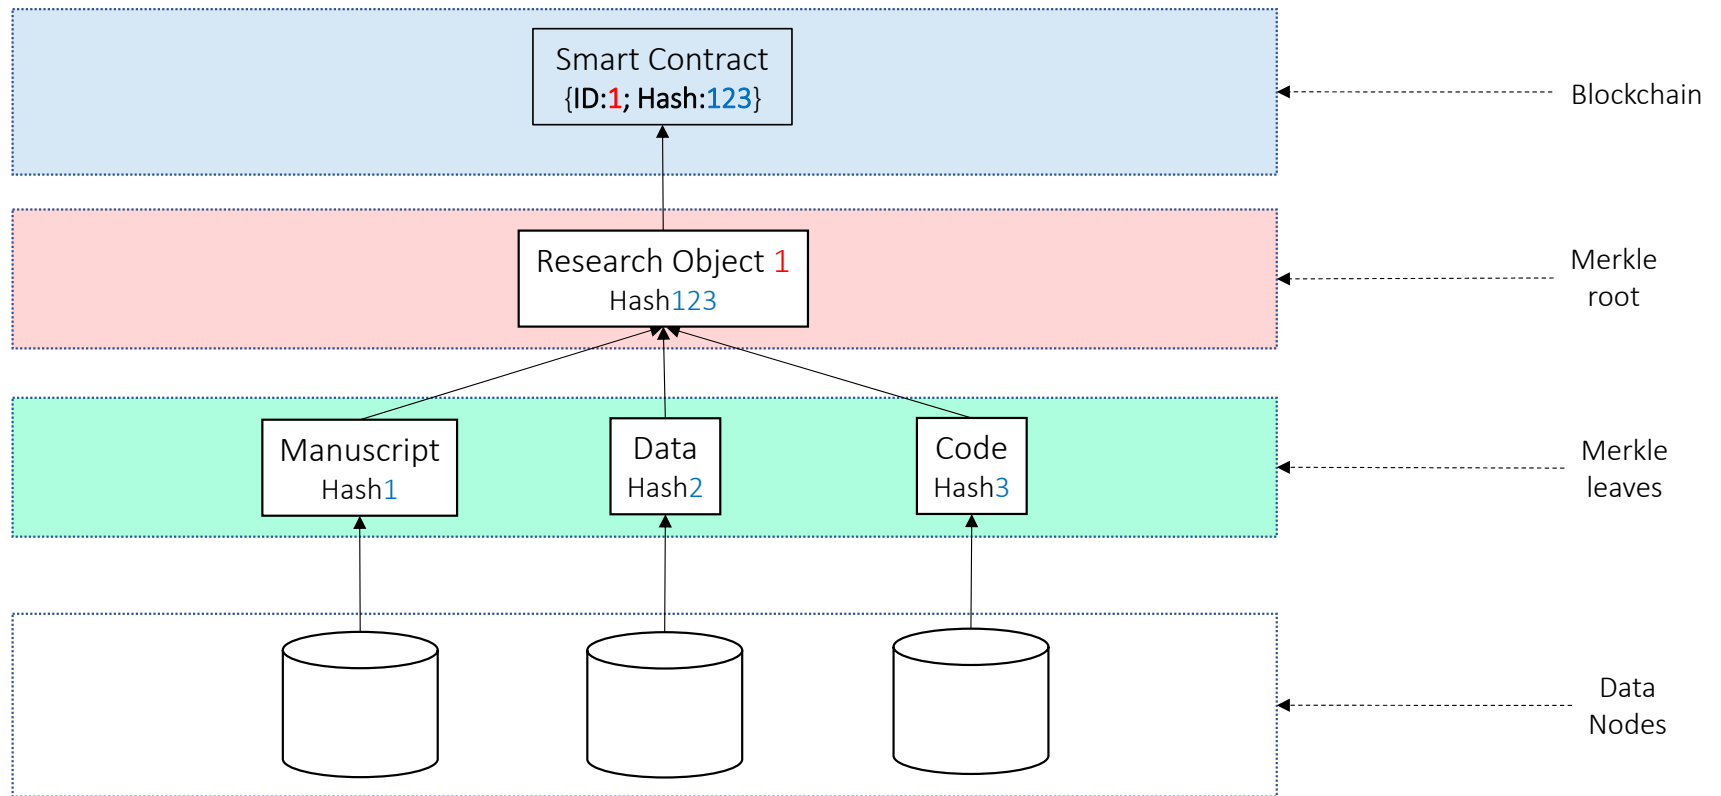 Smart Contract
{ID:1; Hash:123}
Blockchain
Research Object 1
Hash123
Merkle
root
Manuscript
Hash1
Data
Hash2
Code
Hash3
Merkle
leaves
Data
Nodes